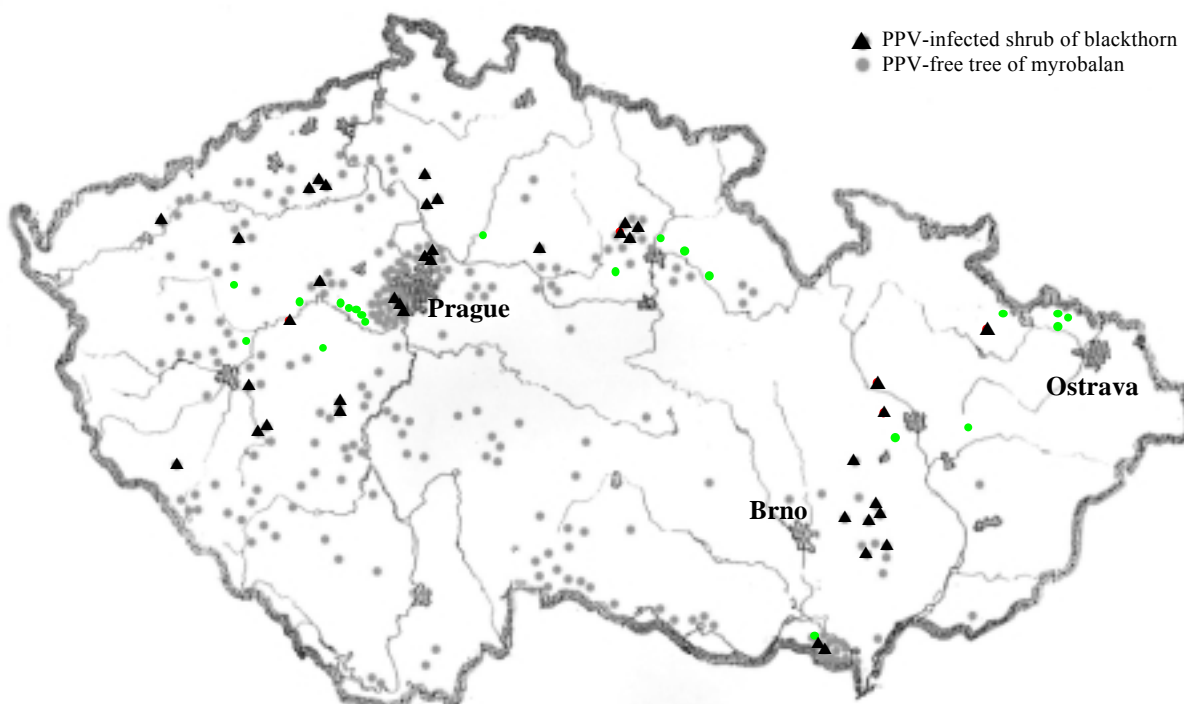 PPV-infected shrub of blackthorn
PPV-free tree of myrobalan
Prague
Ostrava
Brno